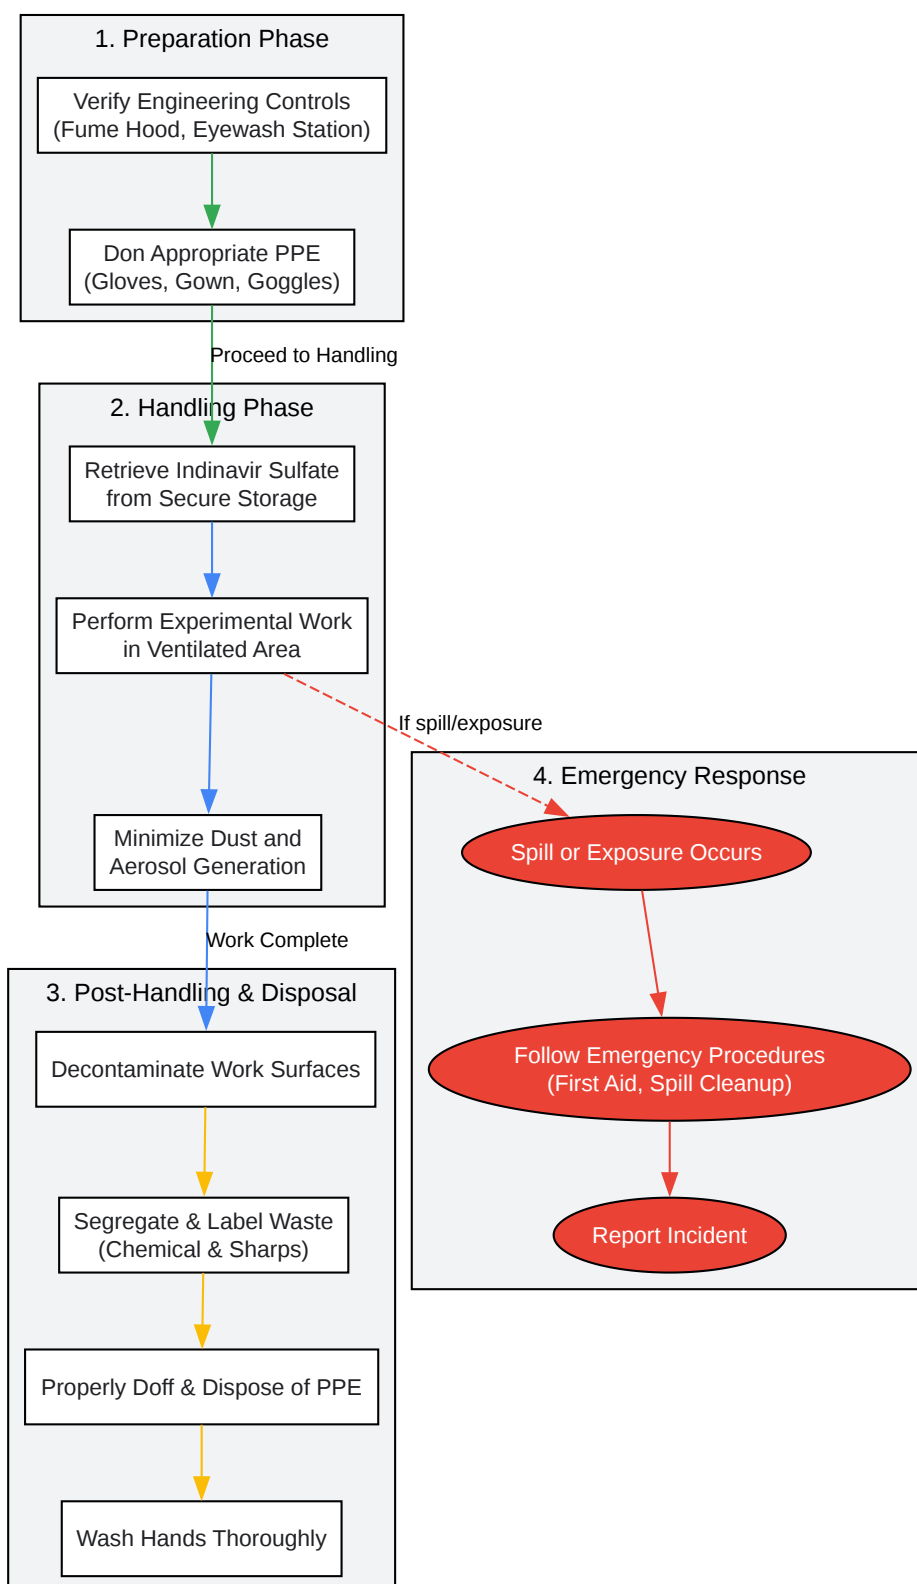 1. Preparation Phase
Verify Engineering Controls
(Fume Hood, Eyewash Station)
Don Appropriate PPE
(Gloves, Gown, Goggles)
Proceed to Handling
2. Handling Phase
Retrieve Indinavir Sulfate
from Secure Storage
Perform Experimental Work
in Ventilated Area
If spill/exposure
Minimize Dust and
Aerosol Generation
Work Complete
3. Post-Handling & Disposal
Decontaminate Work Surfaces
Segregate & Label Waste
(Chemical & Sharps)
Properly Doff & Dispose of PPE
Wash Hands Thoroughly
4. Emergency Response
Spill or Exposure Occurs
Follow Emergency Procedures
(First Aid, Spill Cleanup)
Report Incident